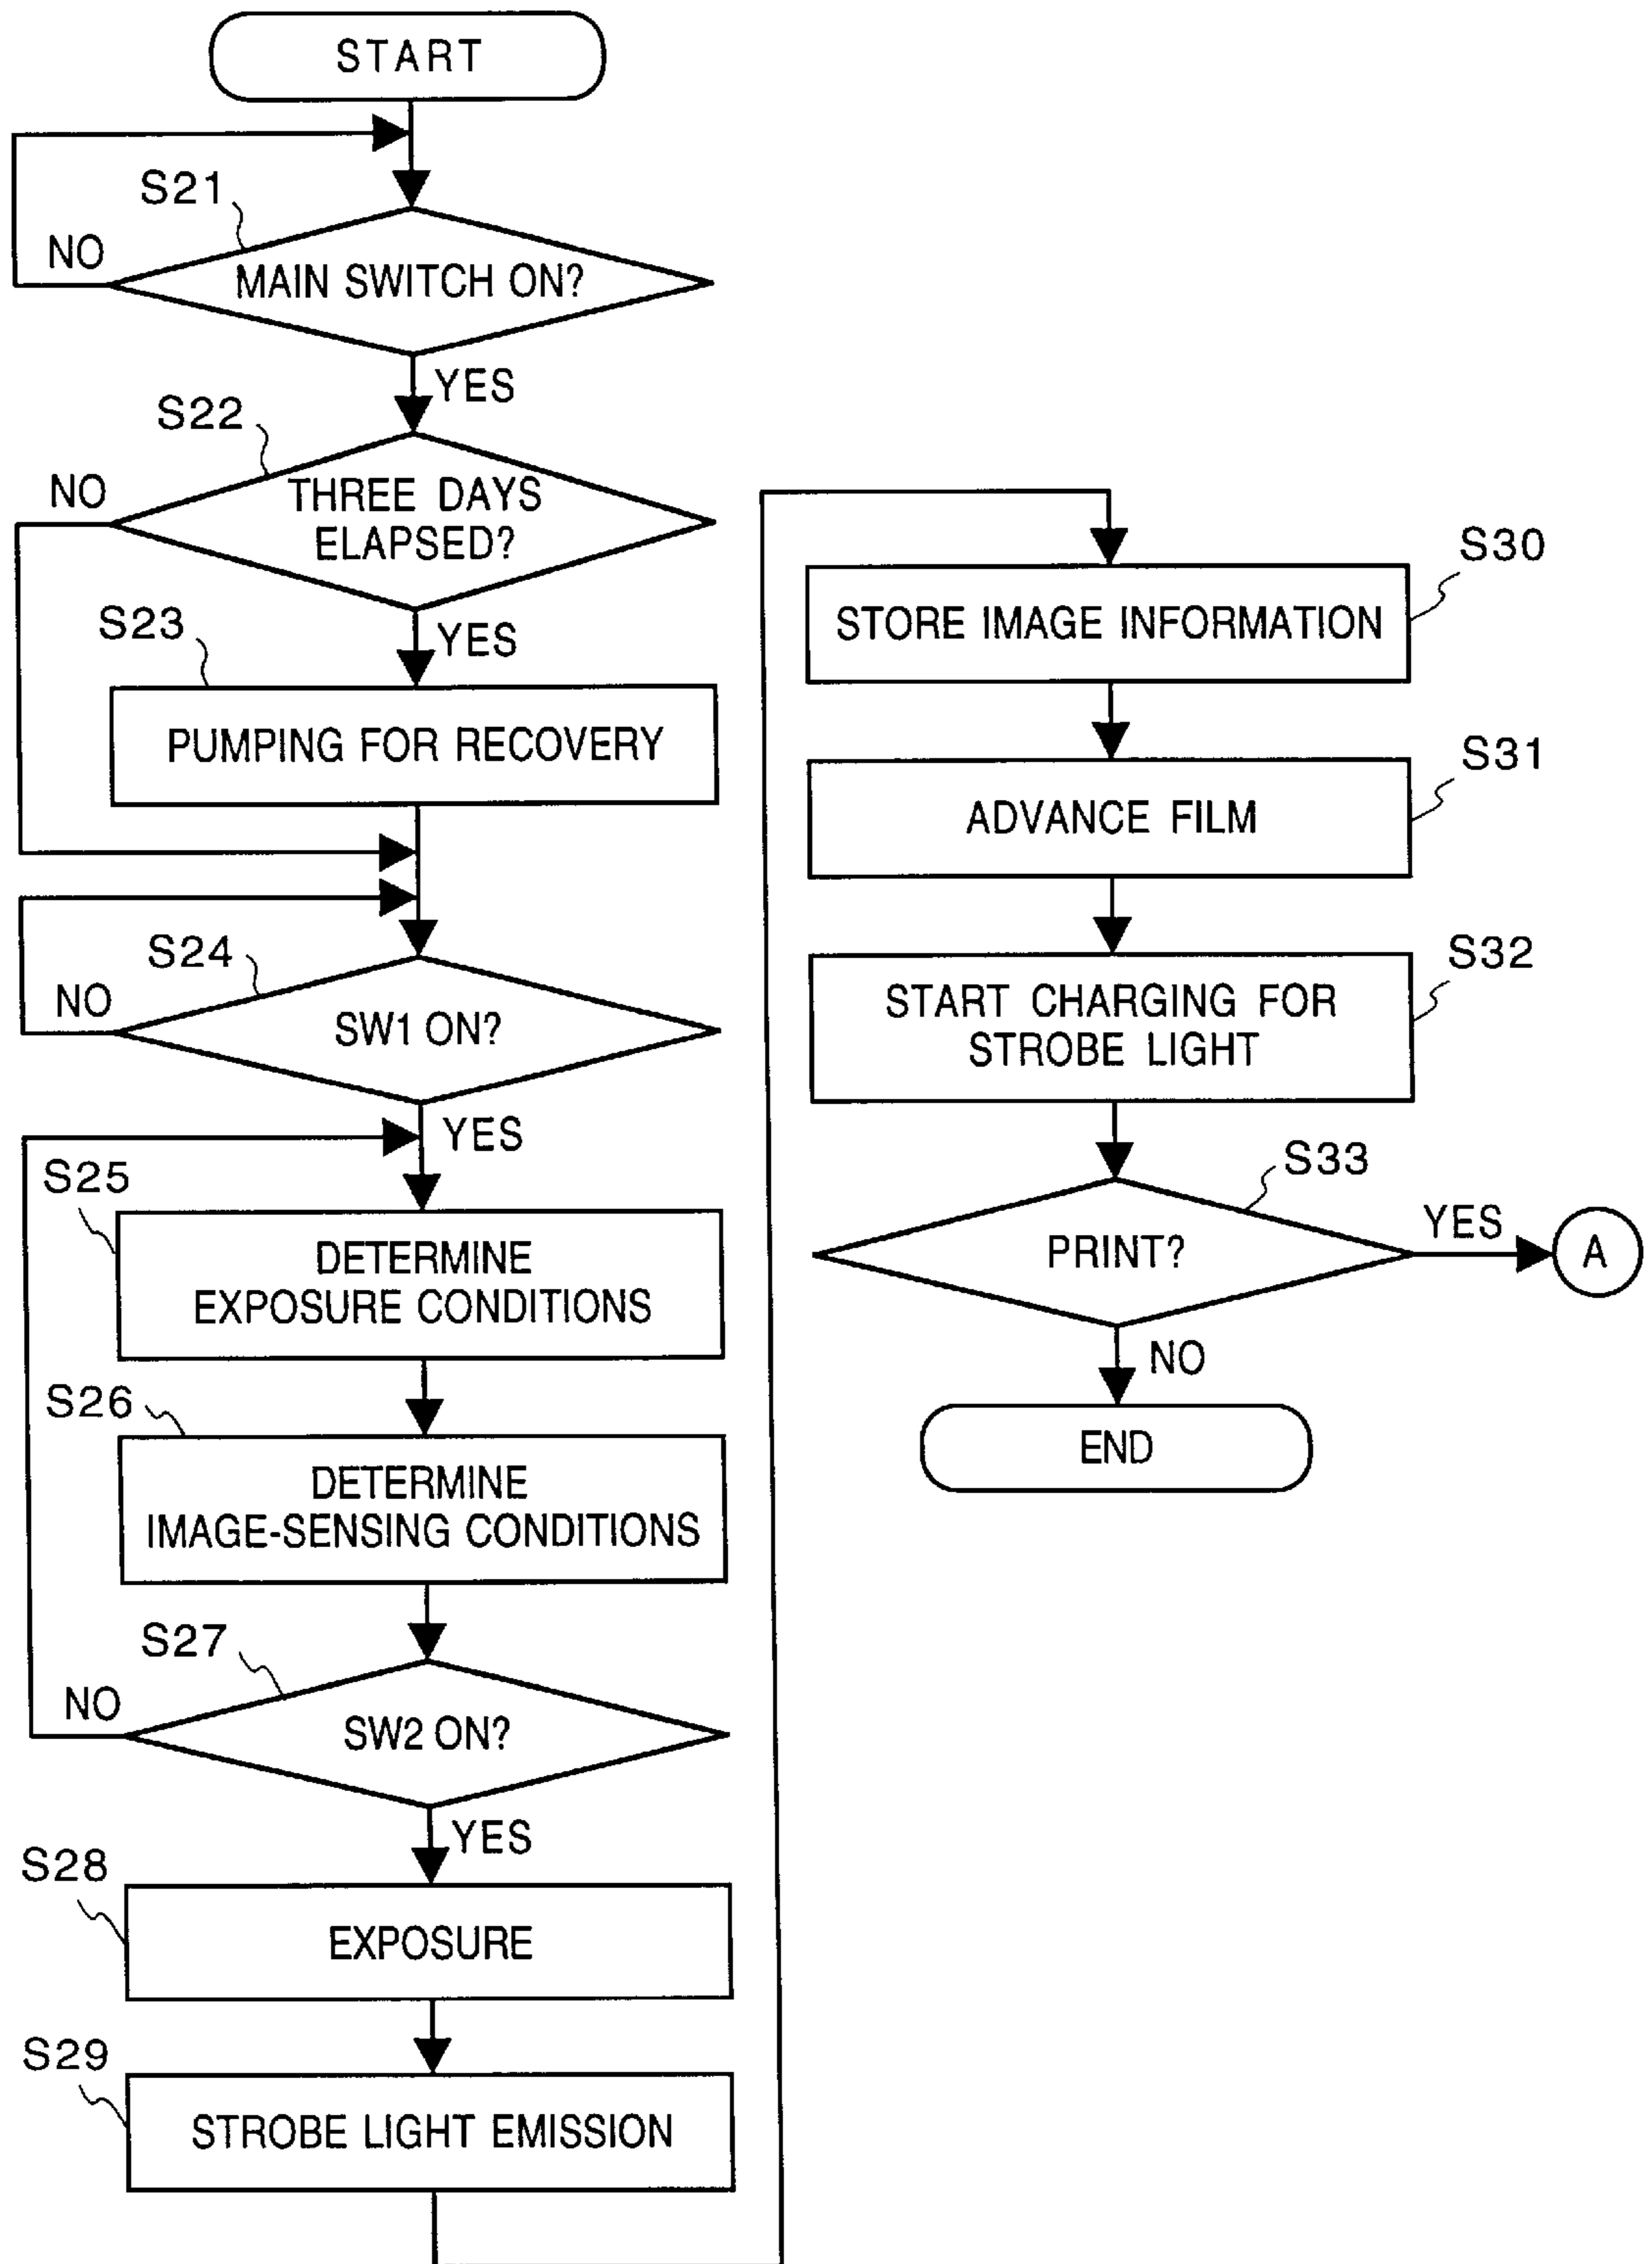 START
S21
NO
MAIN SWITCH ON?
YES
S22
NO
THREE DAYS
ELAPSED?
S23
YES
PUMPING FOR RECOVERY
S24
NO
SW1 ON?
YES
S25
DETERMINE
EXPOSURE CONDITIONS
S26
DETERMINE
IMAGE-SENSING CONDITIONS
S27
NO
SW2 ON?
YES
S28
EXPOSURE
S29
STROBE LIGHT EMISSION
S30
STORE IMAGE INFORMATION
S31
ADVANCE FILM
S32
START CHARGING FOR
STROBE LIGHT
S33
PRINT?
YES
A
NO
END